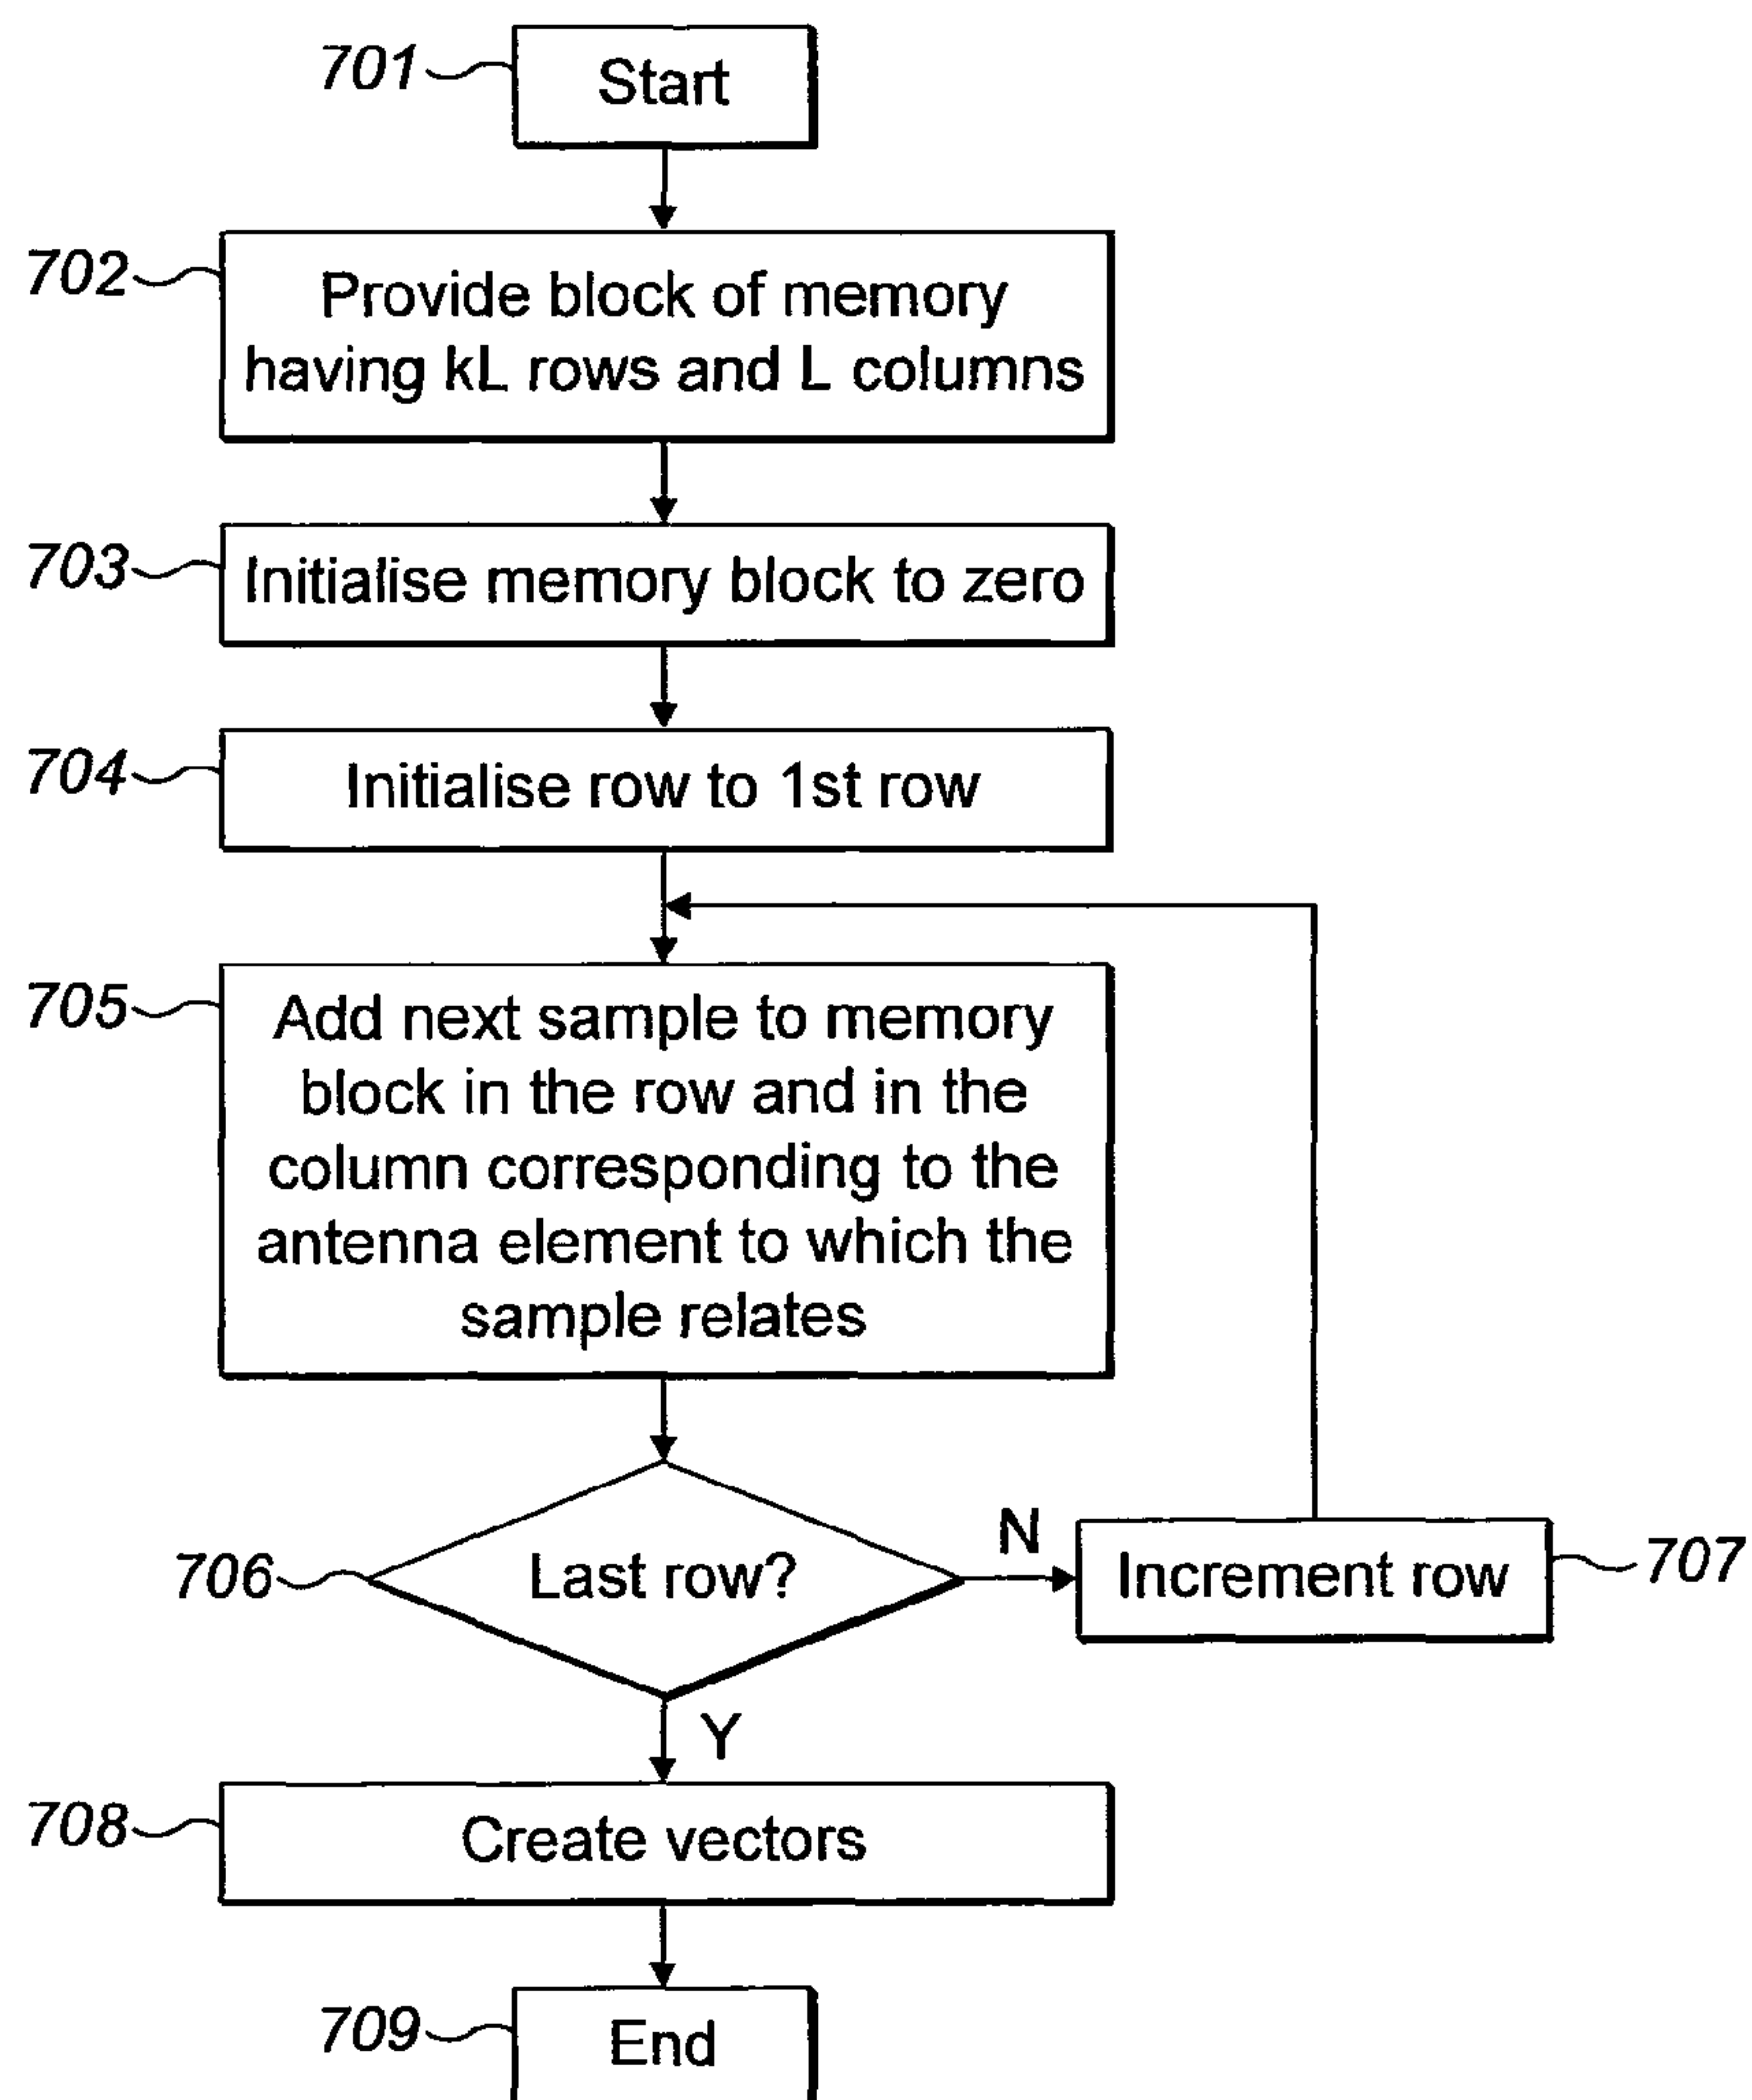 701
Start
702
Provide block of memory
having kL rows and L columns
703
Initialise memory block to zero
704
Initialise row to 1st row
705
Add next sample to memory
block in the row and in the
column corresponding to the
antenna element to which the
sample relates
706
Last row?
N
Increment row
707
Y
708
Create vectors
709
End